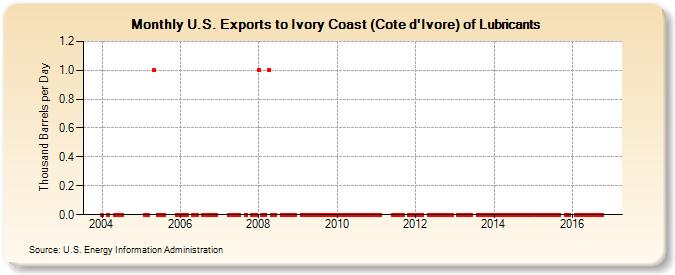 Monthly U.S. Exports to Ivory Coast (Cote d'Ivore) of Lubricants
Thousand Barrels per Day
1.2
1.0
0.8
0.6
0.4
0.2
0.0
2004 2006 2008 2010 2012 2014 2016
Source: U.S. Energy Information Administration